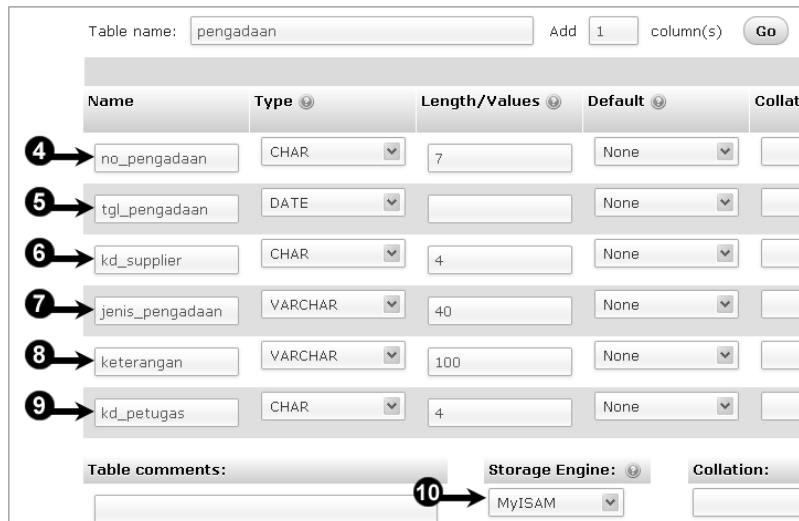 Table name: pengadaan Add 1 column(s) Go
Name Type Length/Values Default Collat
4 no_pengadaan CHAR 7 None
5 tgl_pengadaan DATE None
6 kd_supplier CHAR 4 None
7 jenis_pengadaan VARCHAR 40 None
8 keterangan VARCHAR 100 None
9 kd_petugas CHAR 4 None
Table comments: Storage Engine: Collation:
10 MyISAM